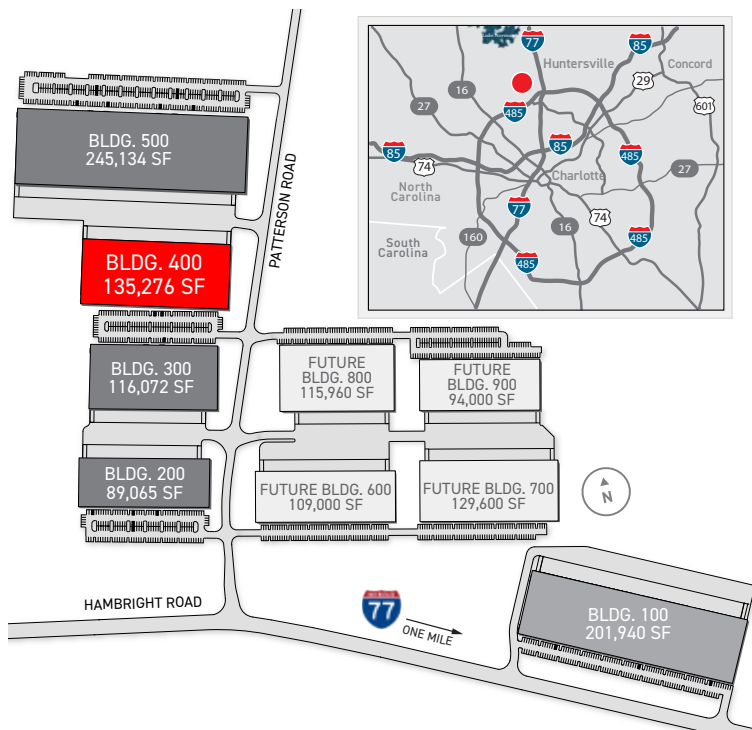 BLDG. 500
245,134 SF
PATTERSON ROAD
BLDG. 400
135,276 SF
BLDG. 300
116,072 SF
FUTURE
BLDG. 800
115,960 SF
FUTURE
BLDG. 900
94,000 SF
BLDG. 200
89,065 SF
FUTURE BLDG. 600
109,000 SF
FUTURE BLDG. 700
129,600 SF
N
HAMBRIGHT ROAD
77
ONE MILE
BLDG. 100
201,940 SF
77
85
Huntersville
Concord
29
16
27
601
485
85
485
85
74
27
Charlotte
North
Carolina
77
74
16
160
485
South
Carolina
485